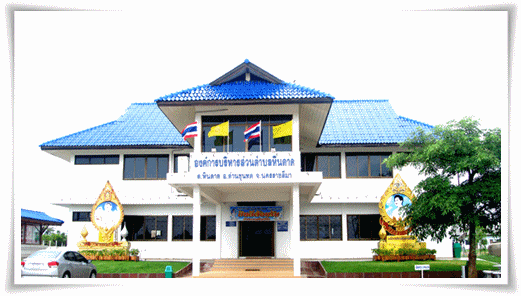 องค์การบริหารส่วนตำบลหินดาด
ต.หินดาด อ.ด่านขุนทด จ.นครราชสีมา